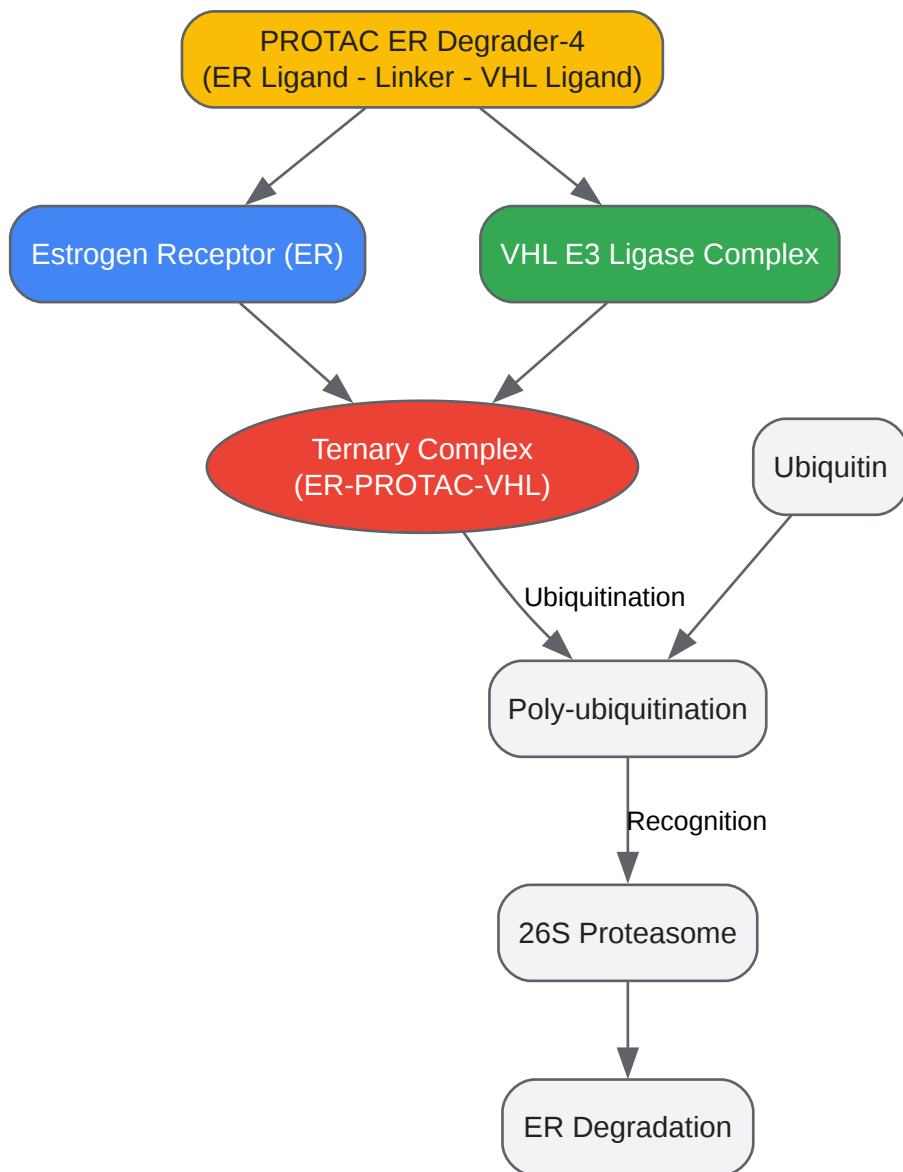 PROTAC ER Degrader-4
(ER Ligand - Linker - VHL Ligand)
Estrogen Receptor (ER)
VHL E3 Ligase Complex
Ternary Complex
(ER-PROTAC-VHL)
Ubiquitin
Ubiquitination
Poly-ubiquitination
Recognition
26S Proteasome
ER Degradation